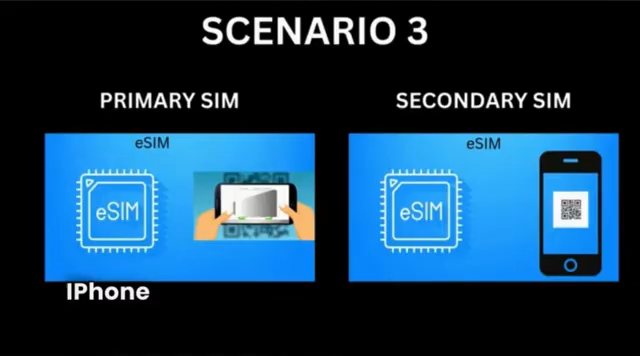 SCENARIO 3
PRIMARY SIM
SECONDARY SIM
eSIM
eSIM
eSIM
eSIM
IPhone